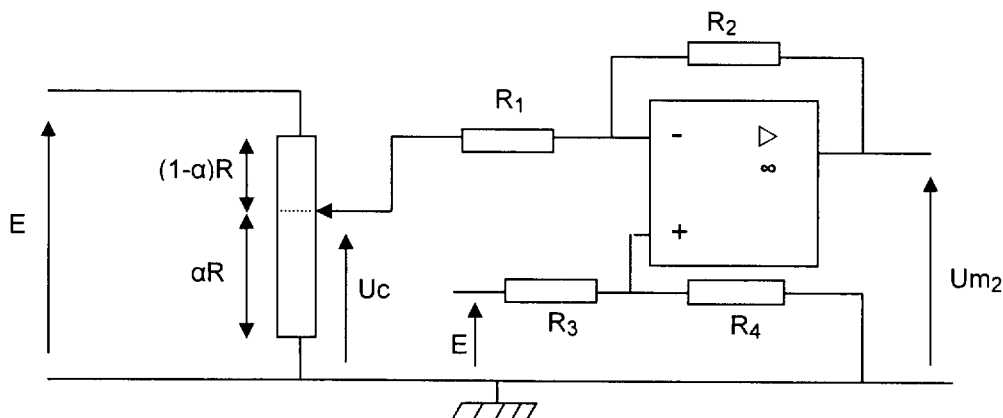 R₂
R₁
(1-α)R
-
▷
∞
E
αR
Uc
+
Um₂
R₃
R₄
E